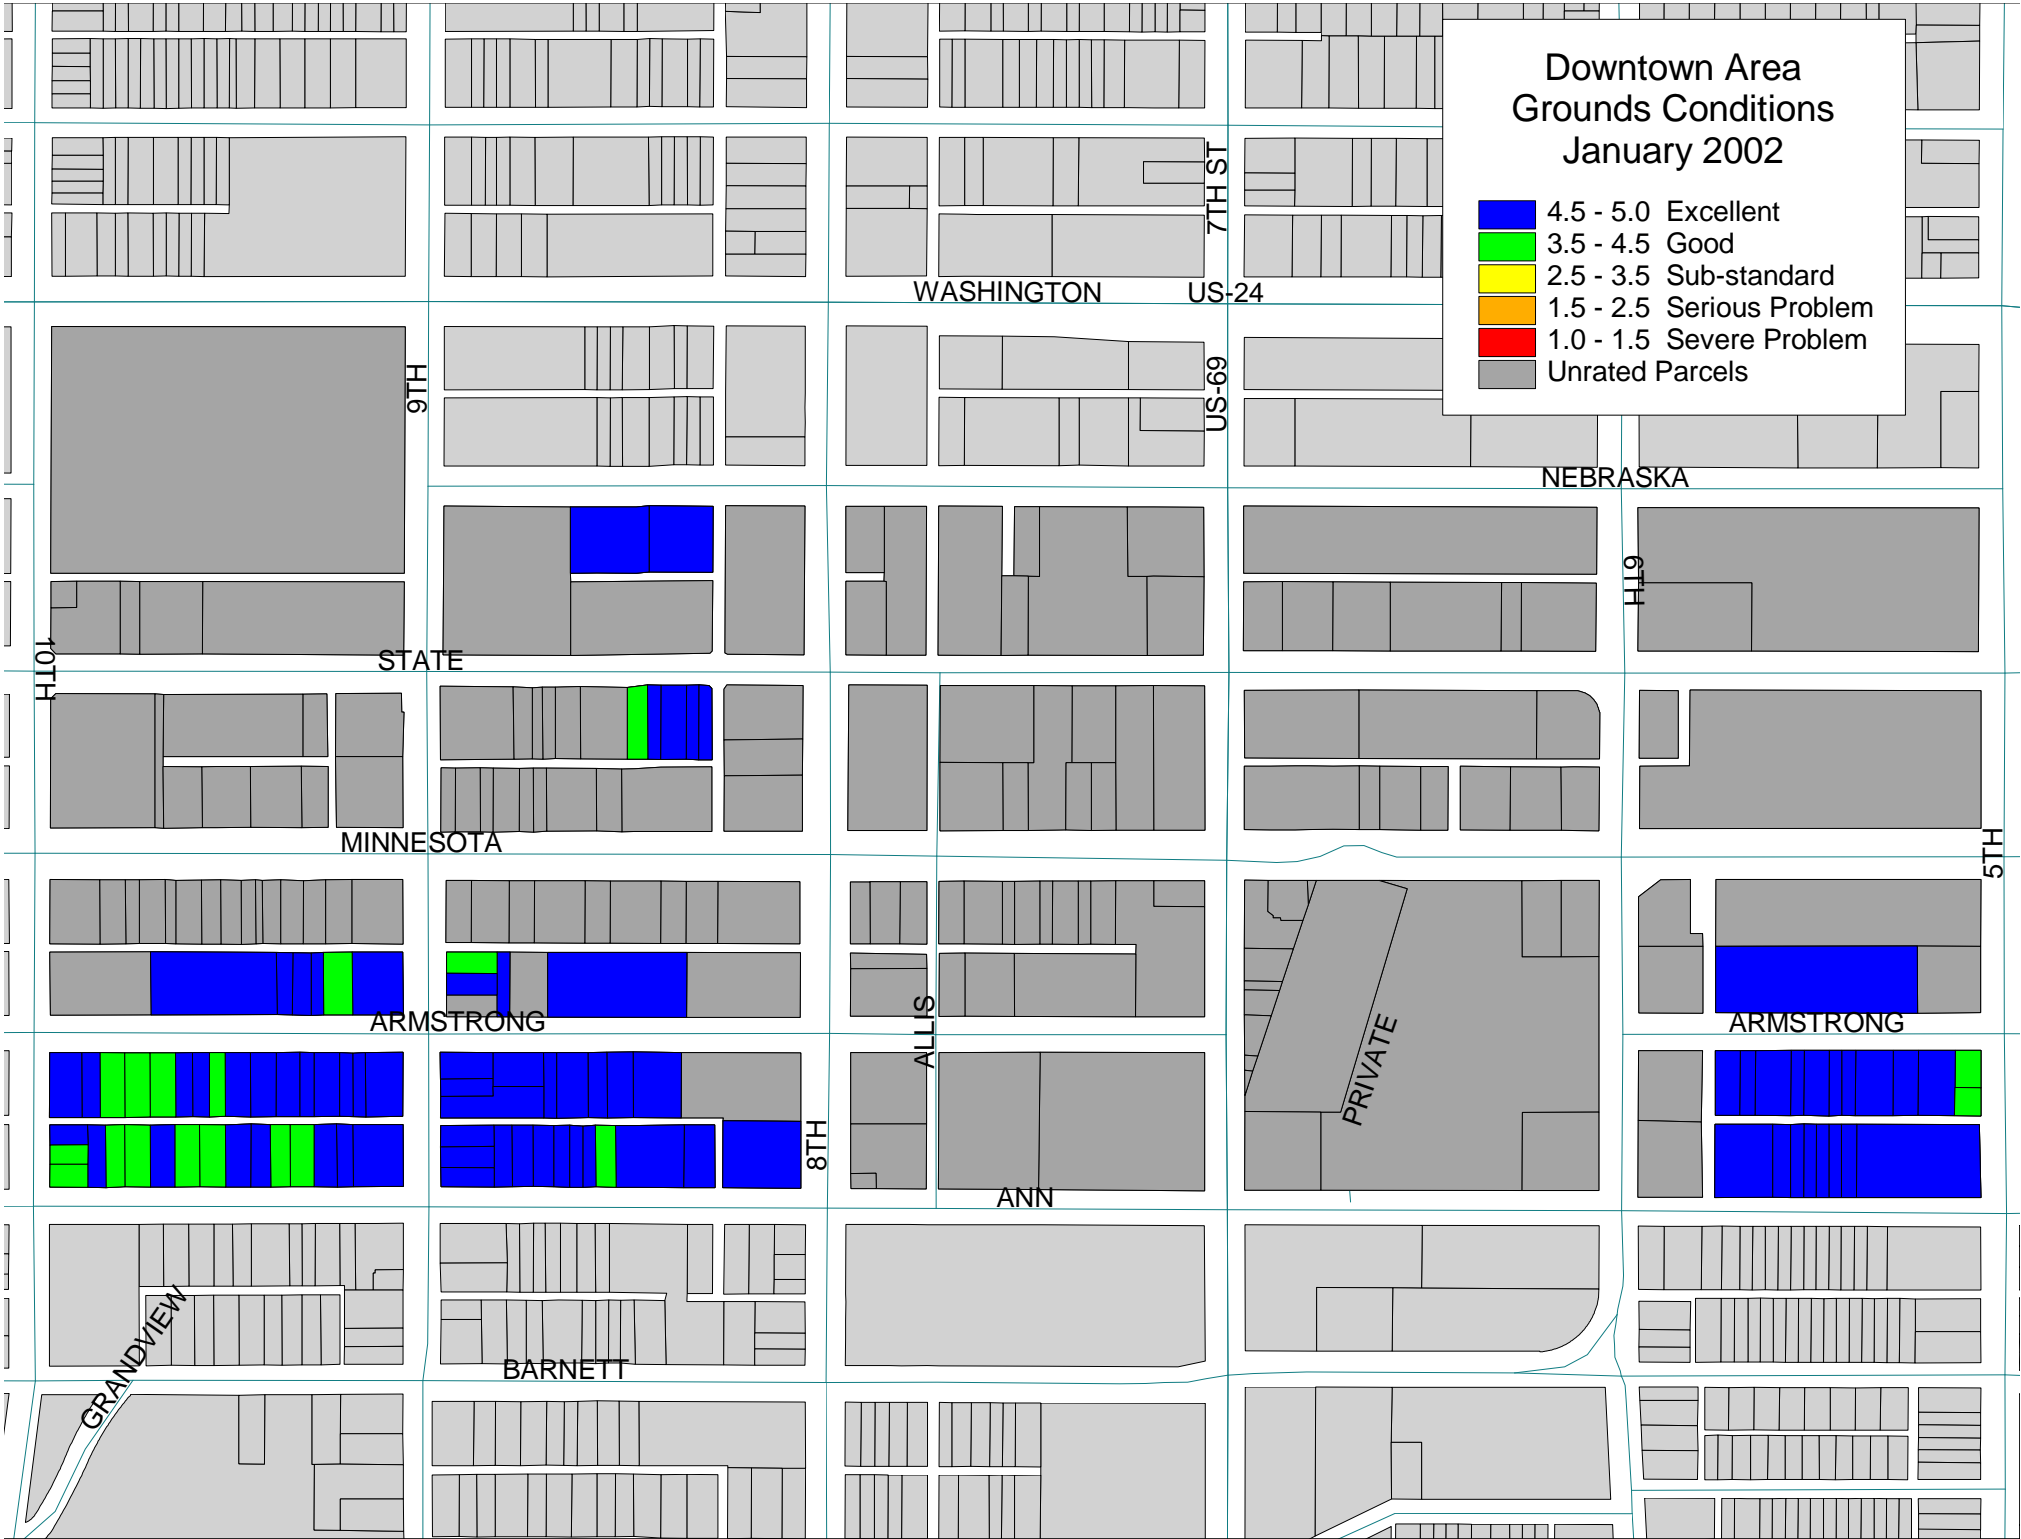 Downtown Area
Grounds Conditions
January 2002
4.5 - 5.0 Excellent
3.5 - 4.5 Good
2.5 - 3.5 Sub-standard
1.5 - 2.5 Serious Problem
1.0 - 1.5 Severe Problem
Unrated Parcels
7TH ST
WASHINGTON
US-24
9TH
US-69
NEBRASKA
6TH
10TH
STATE
MINNESOTA
5TH
ARMSTRONG
ALLIS
ARMSTRONG
PRIVATE
8TH
ANN
GRANDVIEW
BARNETT